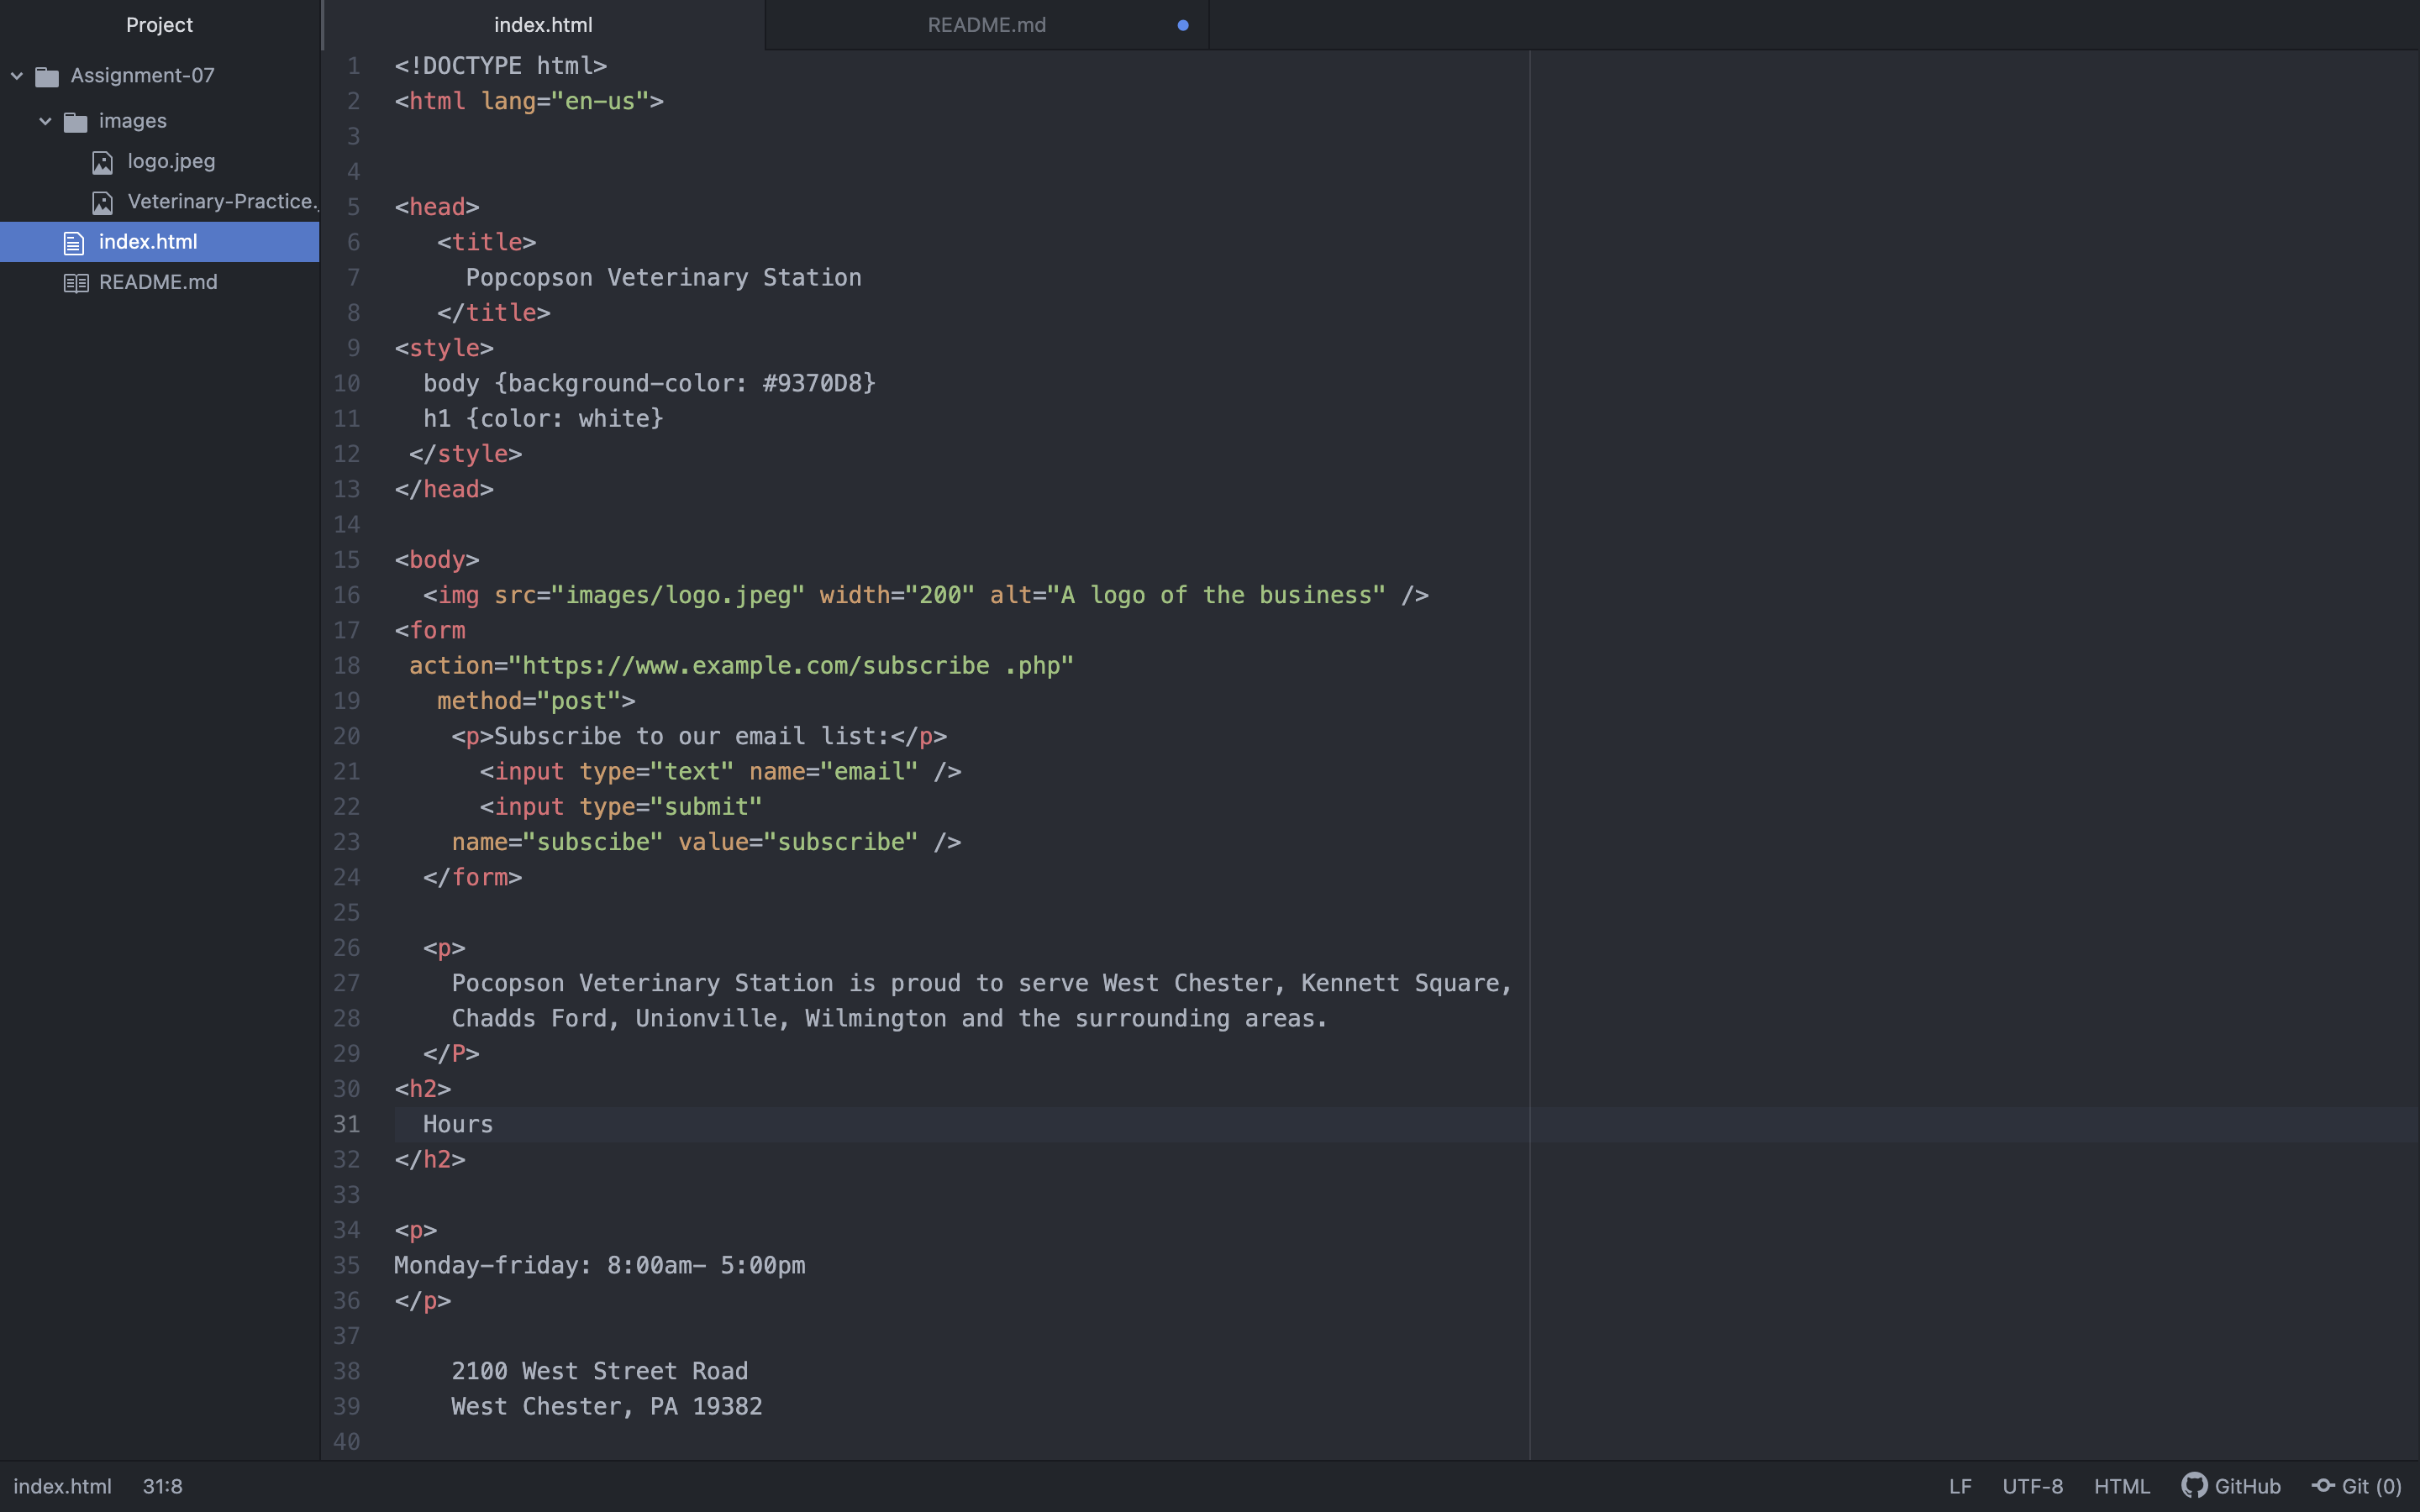 Project
Assignment-07
images
logo.jpeg
Veterinary-Practice.
index.html
README.md
index.html
README.md
1 <!DOCTYPE html>
2 <html lang="en-us">
3
4
5 <head>
6 <title>
7 Popcopson Veterinary Station
8 </title>
9 <style>
10 body {background-color: #9370D8}
11 h1 {color: white}
12 </style>
13 </head>
14
15 <body>
16 <img src="images/logo.jpeg" width="200" alt="A logo of the business" />
17 <form
18 action="https://www.example.com/subscribe .php"
19 method="post">
20 <p>Subscribe to our email list:</p>
21 <input type="text" name="email" />
22 <input type="submit"
23 name="subscibe" value="subscribe" />
24 </form>
25
26 <p>
27 Pocopson Veterinary Station is proud to serve West Chester, Kennett Square,
28 Chadds Ford, Unionville, Wilmington and the surrounding areas.
29 </P>
30 <h2>
31 Hours
32 </h2>
33
34 <p>
35 Monday-friday: 8:00am- 5:00pm
36 </p>
37
38 2100 West Street Road
39 West Chester, PA 19382
40
index.html 31:8 LF UTF-8 HTML GitHub Git (0)